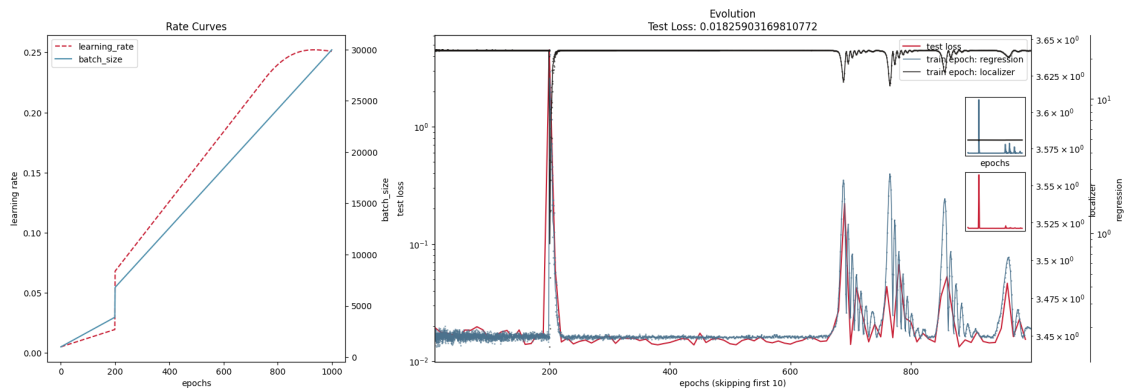 Rate Curves
learning_rate
batch_size
0.25
0.20
0.15
0.10
0.05
0.00
learning rate
0
200
400
600
800
1000
epochs
30000
25000
20000
15000
10000
5000
0
batch_size
Evolution
Test Loss: 0.01825903169810772
test loss
train epoch: regression
train epoch: localizer
10⁰
10⁻¹
10⁻²
test loss
200
400
600
800
epochs (skipping first 10)
epochs
3.65 × 10⁰
3.625 × 10⁰
3.6 × 10⁰
3.575 × 10⁰
3.55 × 10⁰
3.525 × 10⁰
3.5 × 10⁰
3.475 × 10⁰
3.45 × 10⁰
localizer
10¹
10⁰
regression